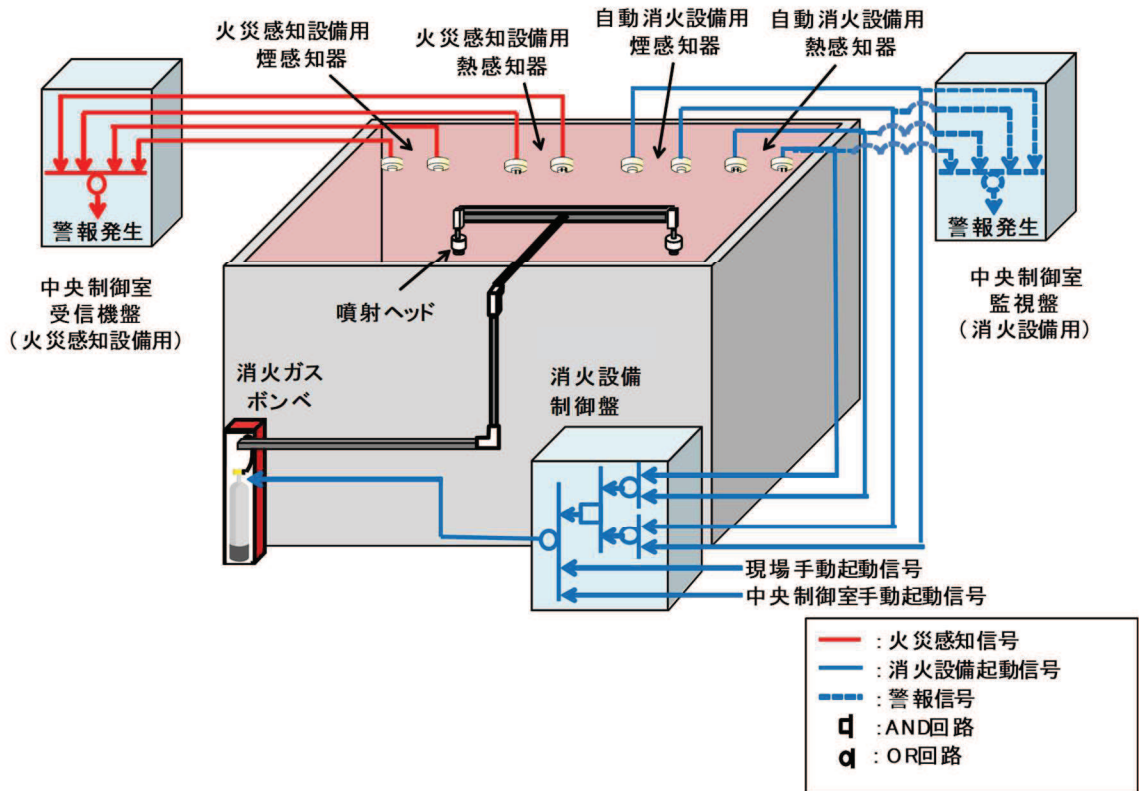 火災感知設備用
煙感知器
火災感知設備用
熱感知器
自動消火設備用
煙感知器
自動消火設備用
熱感知器
警報発生
警報発生
中央制御室
受信機盤
(火災感知設備用)
中央制御室
監視盤
(消火設備用)
噴射ヘッド
消火ガス
ボンベ
消火設備
制御盤
現場手動起動信号
中央制御室手動起動信号
:火災感知信号
:消火設備起動信号
:警報信号
:AND回路
:OR回路